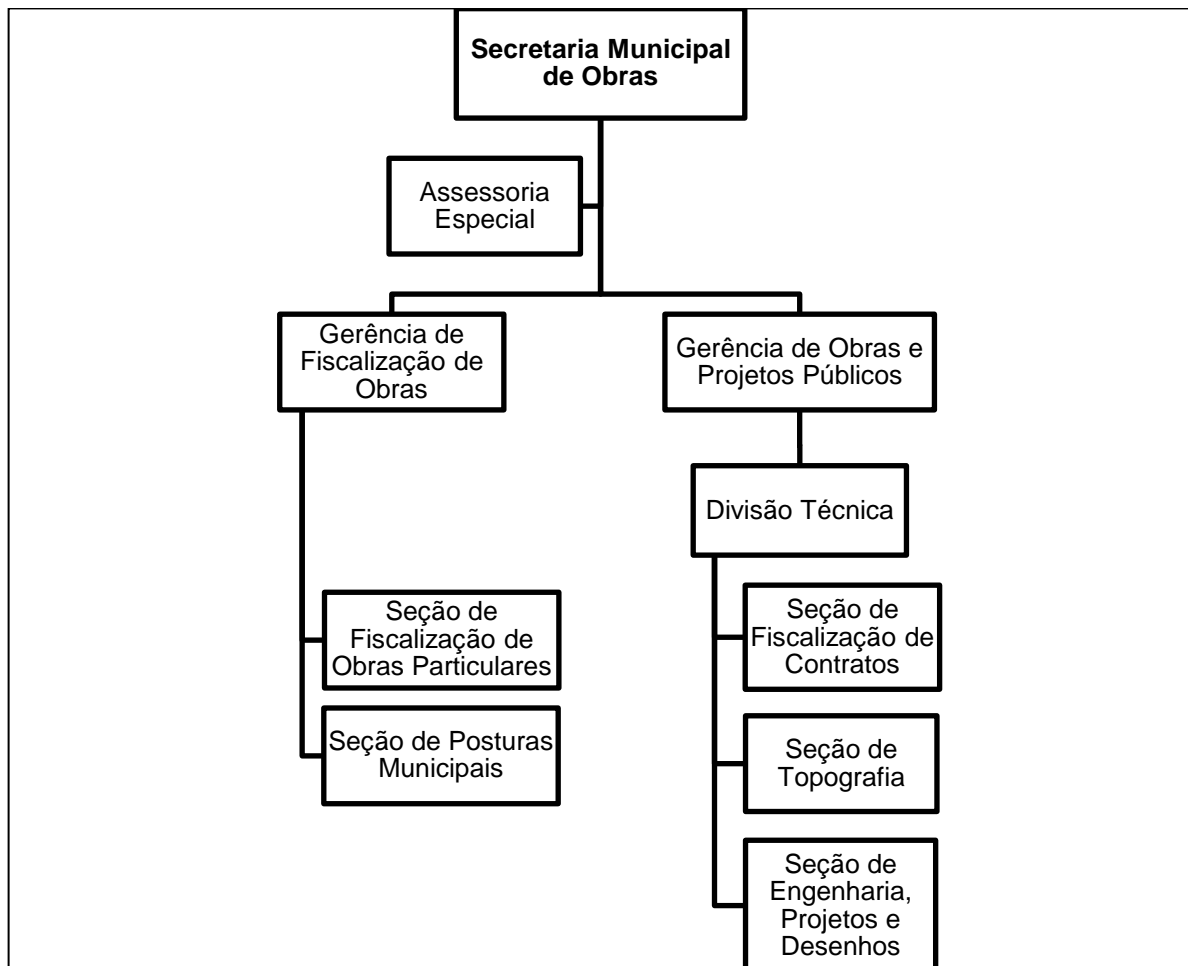 Secretaria Municipal
de Obras
Assessoria
Especial
Gerência de
Fiscalização de
Obras
Gerência de Obras e
Projetos Públicos
Divisão Técnica
Seção de
Fiscalização de
Obras Particulares
Seção de Posturas
Municipais
Seção de
Fiscalização de
Contratos
Seção de
Topografia
Seção de
Engenharia,
Projetos e
Desenhos